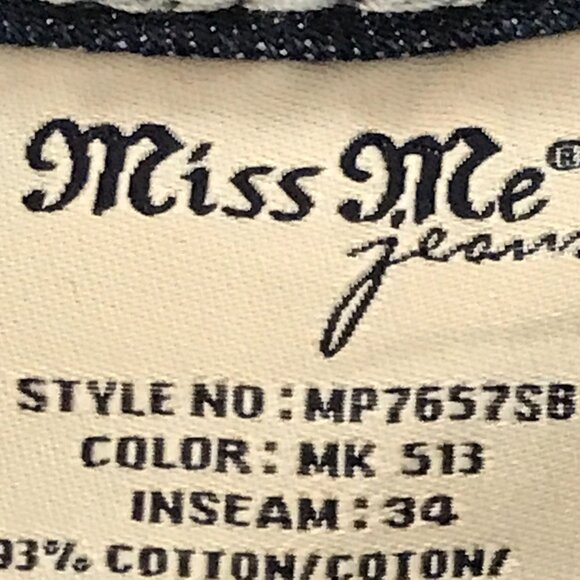 Miss Me®
jeans
STYLE NO:MP7657SB
COLOR: MK 513
INSEAM:34
93% COTTON/COTON/